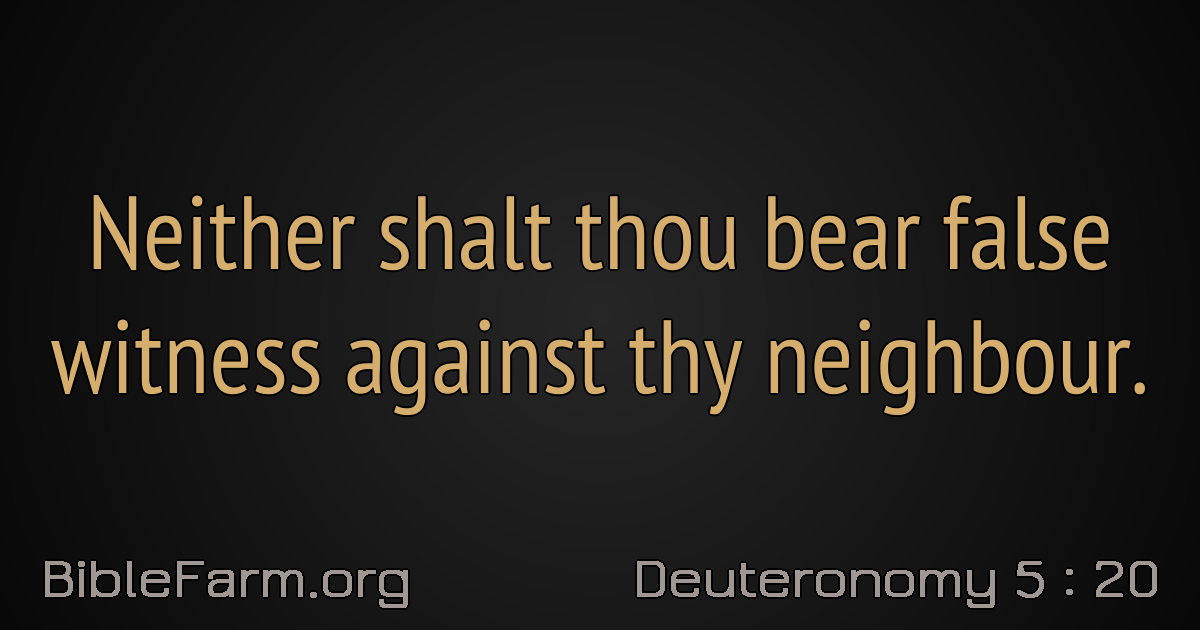 Neither shalt thou bear false
witness against thy neighbour.
BibleFarm.org
Deuteronomy 5 : 20